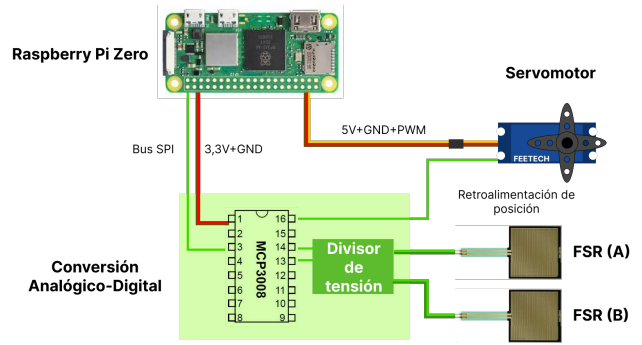 Raspberry Pi Zero
Servomotor
5V+GND+PWM
Bus SPI
3,3V+GND
FEETECH
Retroalimentación de
posición
1
2
3
4
5
6
7
8
MCP3008
16
15
14
13
12
11
10
9
Divisor
de
tensión
FSR (A)
Conversión
Analógico-Digital
FSR (B)